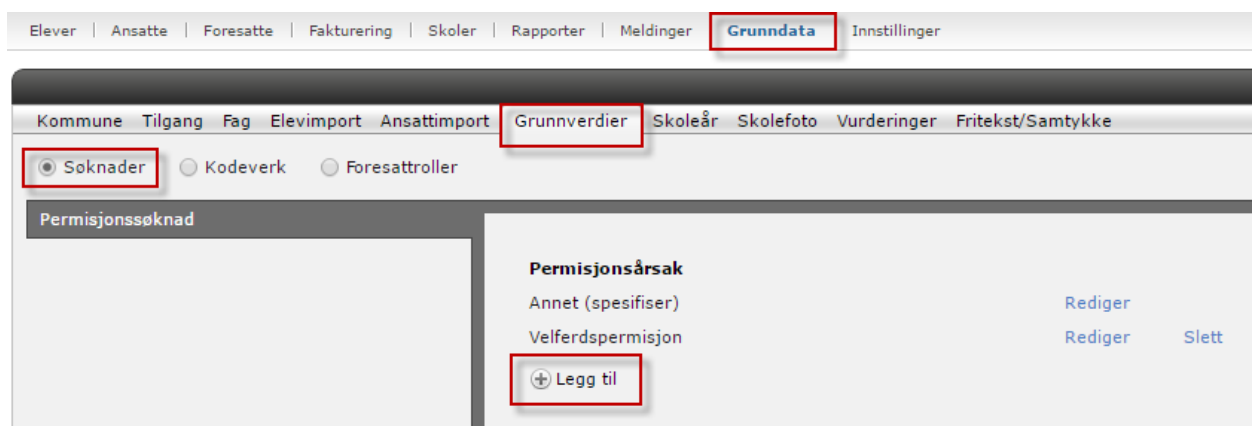 Elever | Ansatte | Foresatte | Fakturering | Skoler | Rapporter | Meldinger Grunndata Innstillinger
Kommune Tilgang Fag Elevimport Ansattimport Grunnverdier Skoleår Skolefoto Vurderinger Fritekst/Samtykke
Søknader Kodeverk Foresattroller
Permisjonssøknad
Permisjonsårsak
Annet (spesifiser) Rediger
Velferdspermisjon Rediger Slett
Legg til